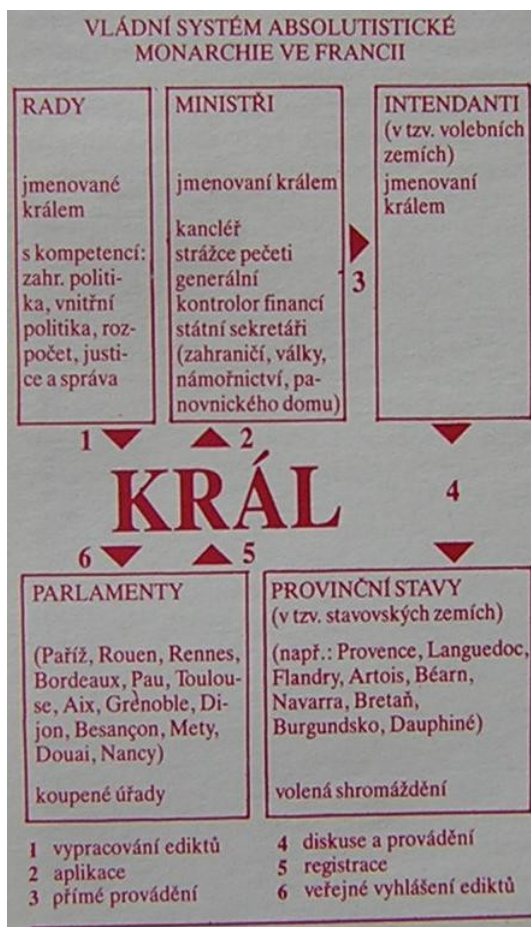 VLÁDNÍ SYSTÉM ABSOLUTISTICKÉ
MONARCHIE VE FRANCII
RADY
jmenované
králem
s kompetencí:
zahr. politi-
ka, vnitřní
politika, roz-
počet, justi-
ce a správa
MINISTŘI
jmenovaní králem
kancléř
strážce pečeti
generální
kontrolor financí
státní sekretáři
(zahraničí, války,
námořnictví, pa-
novnického domu)
3
INTENDANTI
(v tzv. volebních
zemích)
jmenovaní
králem
1
2
KRÁL
4
6
5
PARLAMENTY
(Paříž, Rouen, Rennes,
Bordeaux, Pau, Toulou-
se, Aix, Grenoble, Di-
jon, Besançon, Mety,
Douai, Nancy)
koupené úřady
PROVINČNÍ STAVY
(v tzv. stavovských zemích)
(např.: Provence, Languedoc,
Flandry, Artois, Béarn,
Navarra, Bretaň,
Burgundsko, Dauphiné)
volená shromáždění
1 vypracování ediktů
2 aplikace
3 přímé provádění
4 diskuse a provádění
5 registrace
6 veřejné vyhlášení ediktů